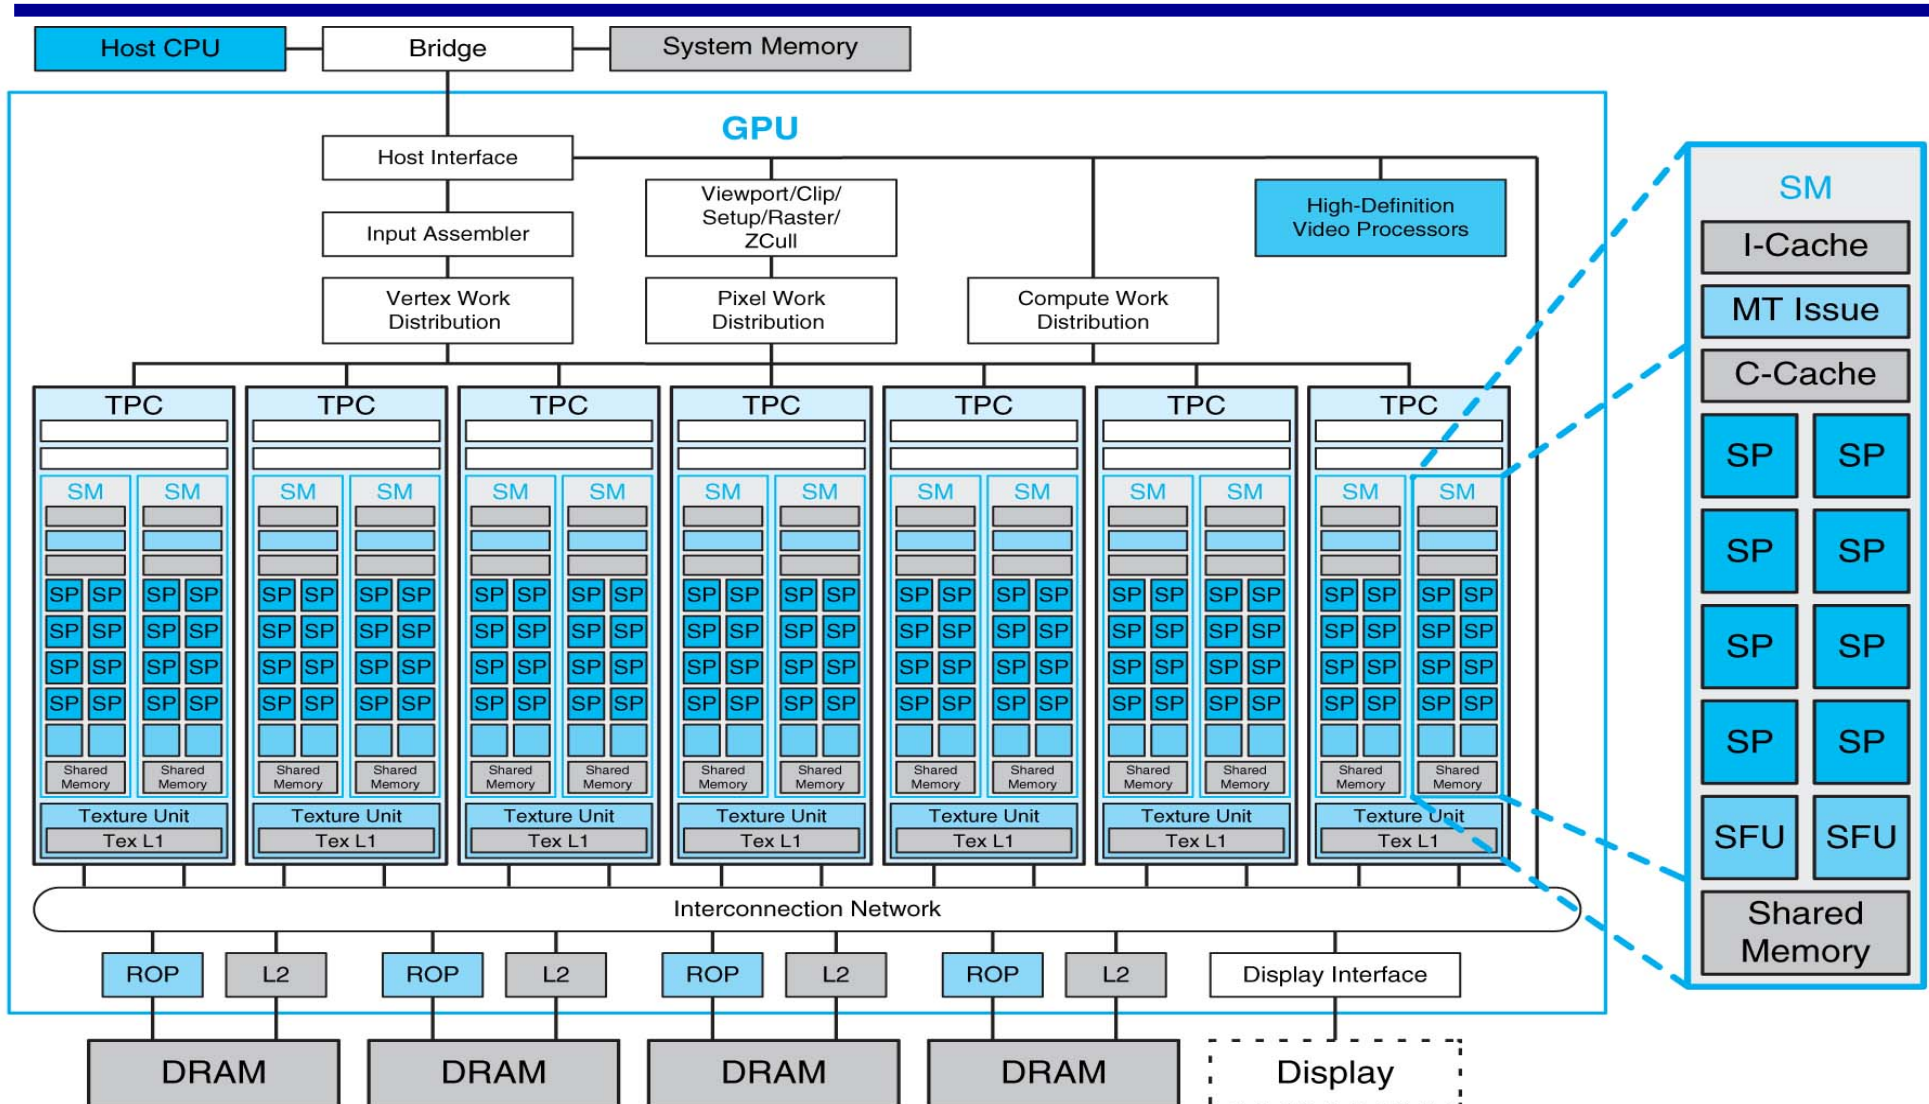 Host CPU
Bridge
System Memory
GPU
Host Interface
Viewport/Clip/
Setup/Raster/
ZCull
High-Definition
Video Processors
Input Assembler
Vertex Work
Distribution
Pixel Work
Distribution
Compute Work
Distribution
TPC TPC TPC TPC TPC TPC TPC
SM SM SM SM SM SM SM SM SM SM SM SM SM SM
SP SP SP SP SP SP SP SP SP SP SP SP SP SP SP SP SP SP SP SP SP SP SP SP SP SP SP SP
SP SP SP SP SP SP SP SP SP SP SP SP SP SP SP SP SP SP SP SP SP SP SP SP SP SP SP SP
SP SP SP SP SP SP SP SP SP SP SP SP SP SP SP SP SP SP SP SP SP SP SP SP SP SP SP SP
SP SP SP SP SP SP SP SP SP SP SP SP SP SP SP SP SP SP SP SP SP SP SP SP SP SP SP SP
Shared Shared Shared Shared Shared Shared Shared Shared Shared Shared Shared Shared Shared Shared
Memory Memory Memory Memory Memory Memory Memory Memory Memory Memory Memory Memory Memory Memory
Texture Unit Texture Unit Texture Unit Texture Unit Texture Unit Texture Unit Texture Unit
Tex L1 Tex L1 Tex L1 Tex L1 Tex L1 Tex L1 Tex L1
Interconnection Network
ROP L2 ROP L2 ROP L2 ROP L2 Display Interface
DRAM DRAM DRAM DRAM Display
SM
I-Cache
MT Issue
C-Cache
SP SP
SP SP
SP SP
SP SP
SFU SFU
Shared
Memory